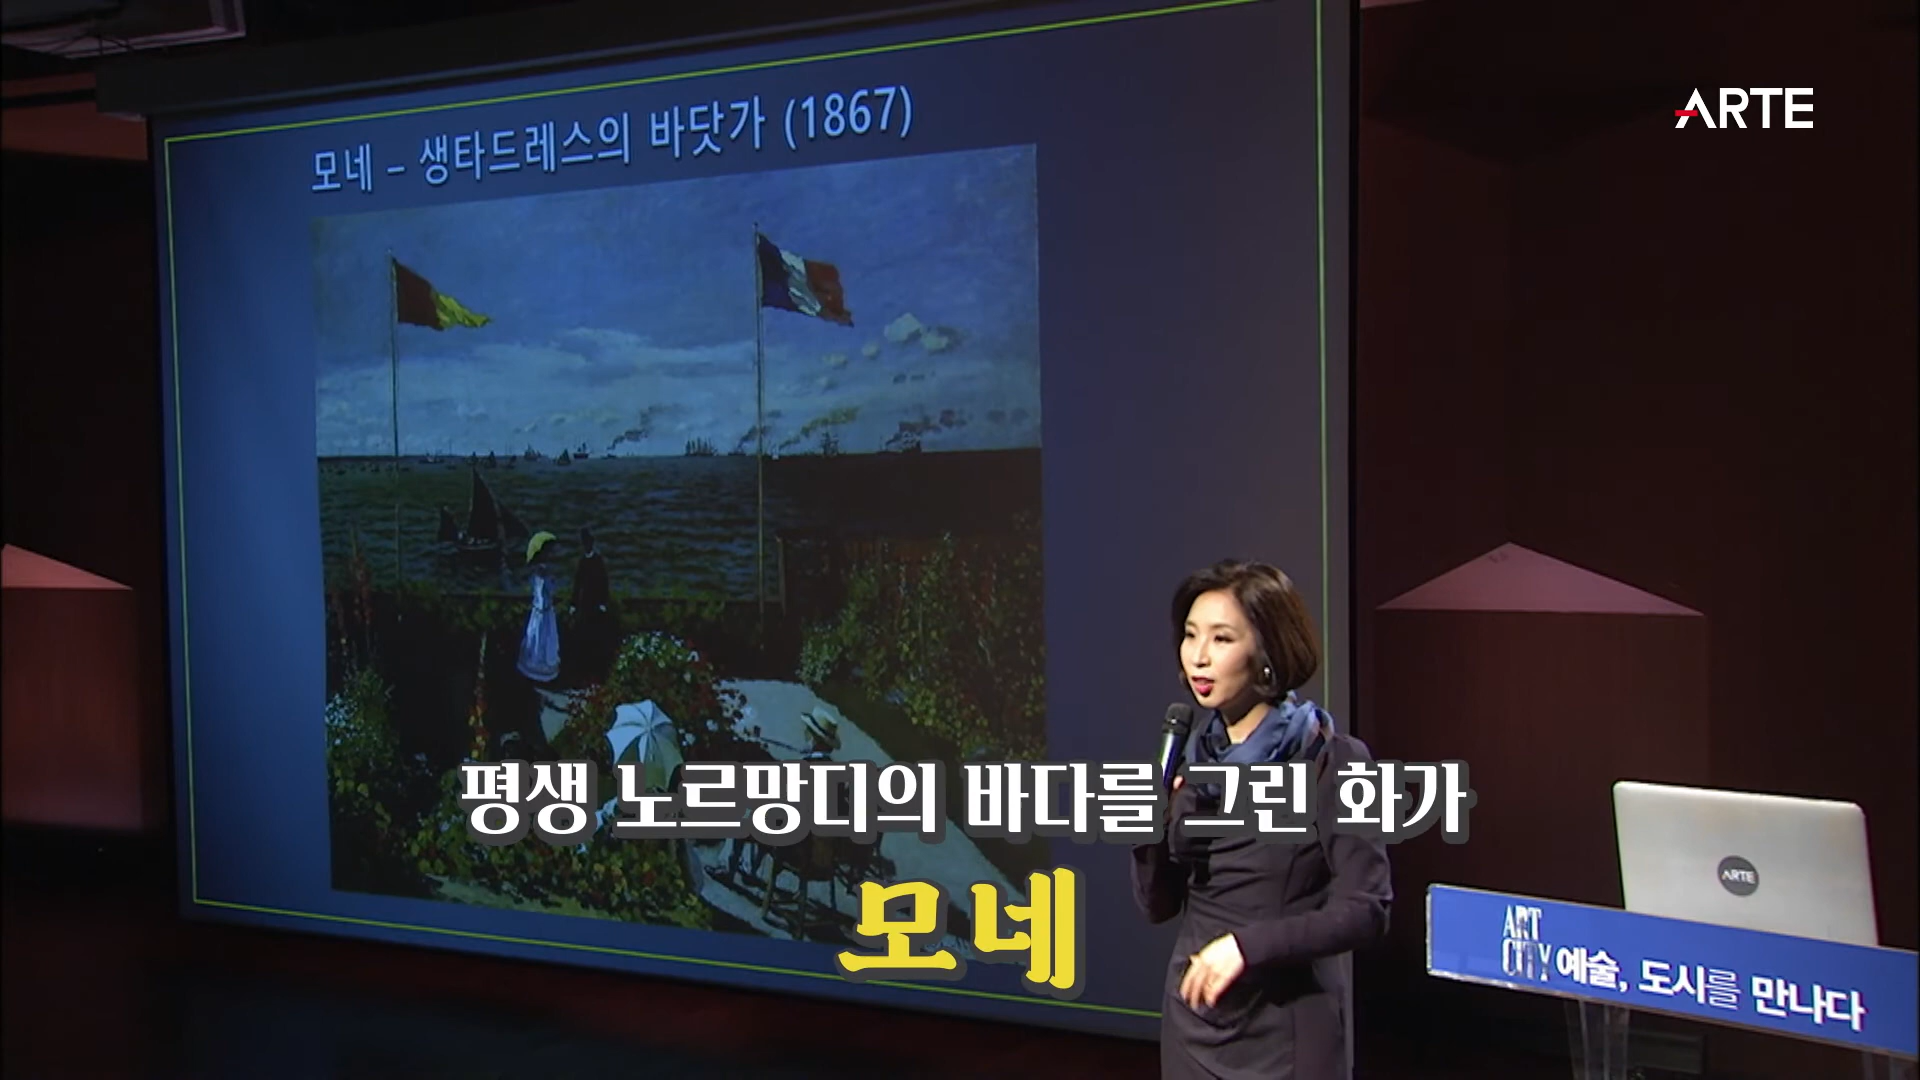 모네 – 생타드레스의 바닷가 (1867)
ARTE
평생 노르망디의 바다를 그린 화가
모네
ARTE
ART
CITY 예술, 도시를 만나다